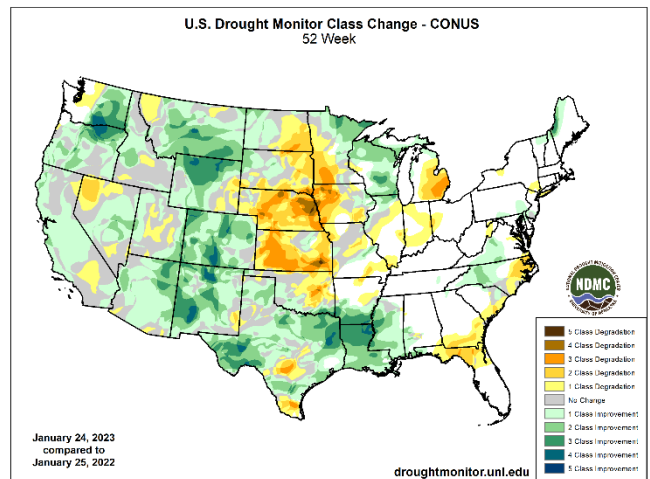 U.S. Drought Monitor Class Change - CONUS
52 Week
NDMC
5 Class Degradation
4 Class Degradation
3 Class Degradation
2 Class Degradation
1 Class Degradation
No Change
1 Class Improvement
2 Class Improvement
3 Class Improvement
4 Class Improvement
5 Class Improvement
January 24, 2023
compared to
January 25, 2022
droughtmonitor.unl.edu